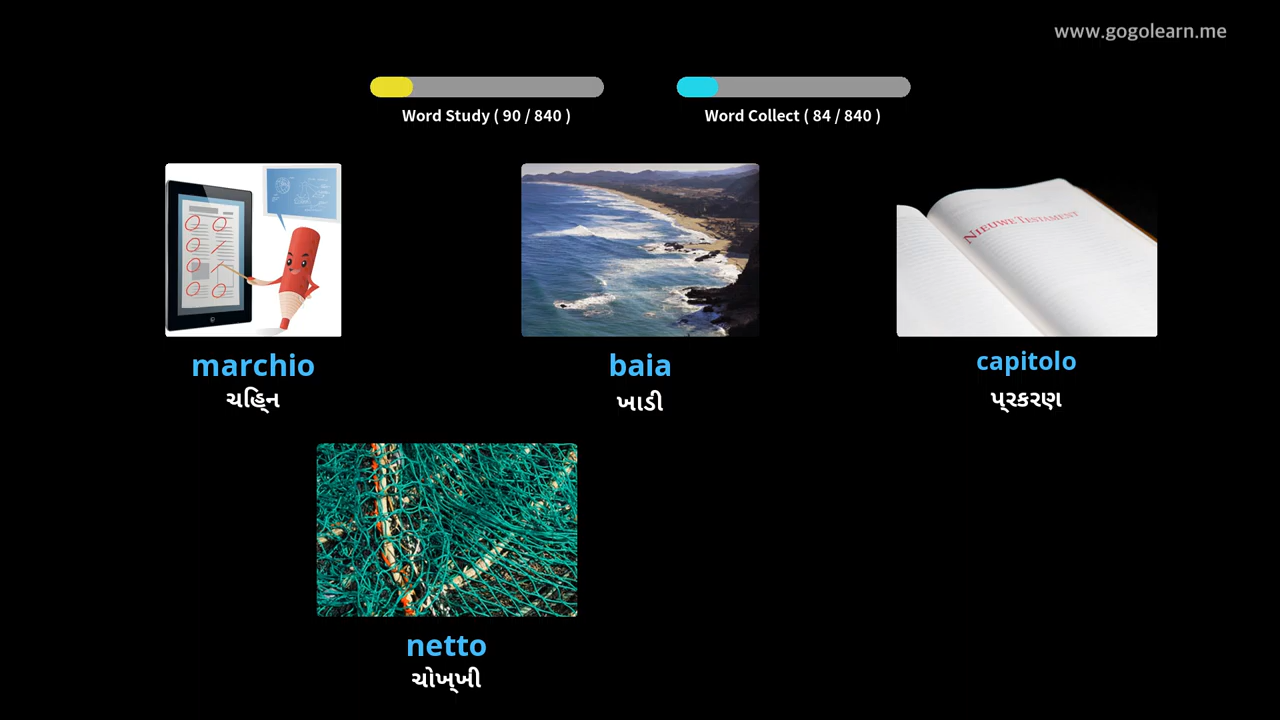 www.gogolearn.me
Word Study ( 90 / 840 )
Word Collect ( 84 / 840 )
NIEUWE TESTAMENT
marchio
ચહ્નિ
baia
ખાડી
capitolo
પ્રકરણ
netto
ચોખ્ખી